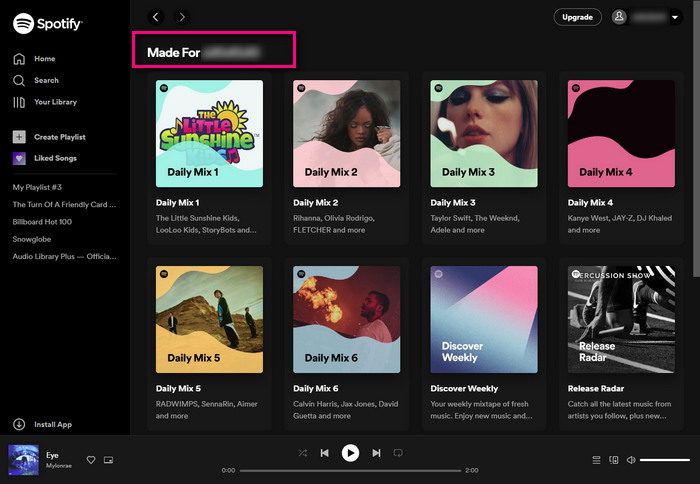 Spotify
Home
Search
Your Library
Create Playlist
Liked Songs
My Playlist #3
The Turn Of A Friendly Card ...
Billboard Hot 100
Snowglobe
Audio Library Plus — Officia...
Install App
Upgrade
Made For
THE
LITTLE
SUNSHINE
KIDS
TM
Daily Mix 1
Daily Mix 2
Daily Mix 3
Daily Mix 4
Daily Mix 1
The Little Sunshine Kids,
LooLoo Kids, StoryBots and...
Daily Mix 2
Rihanna, Olivia Rodrigo,
FLETCHER and more
Daily Mix 3
Taylor Swift, The Weeknd,
Adele and more
Daily Mix 4
Kanye West, JAY-Z, DJ Khaled
and more
Daily Mix 5
Daily Mix 6
Discover
Weekly
PERCUSSION SHOW
Release
Radar
Daily Mix 5
RADWIMPS, SennaRin, Aimer
and more
Daily Mix 6
Calvin Harris, Jax Jones, David
Guetta and more
Discover Weekly
Your weekly mixtape of fresh
music. Enjoy new music and...
Release Radar
Catch all the latest music from
artists you follow, plus new...
Eye
Mylonrae
0:00
2:00